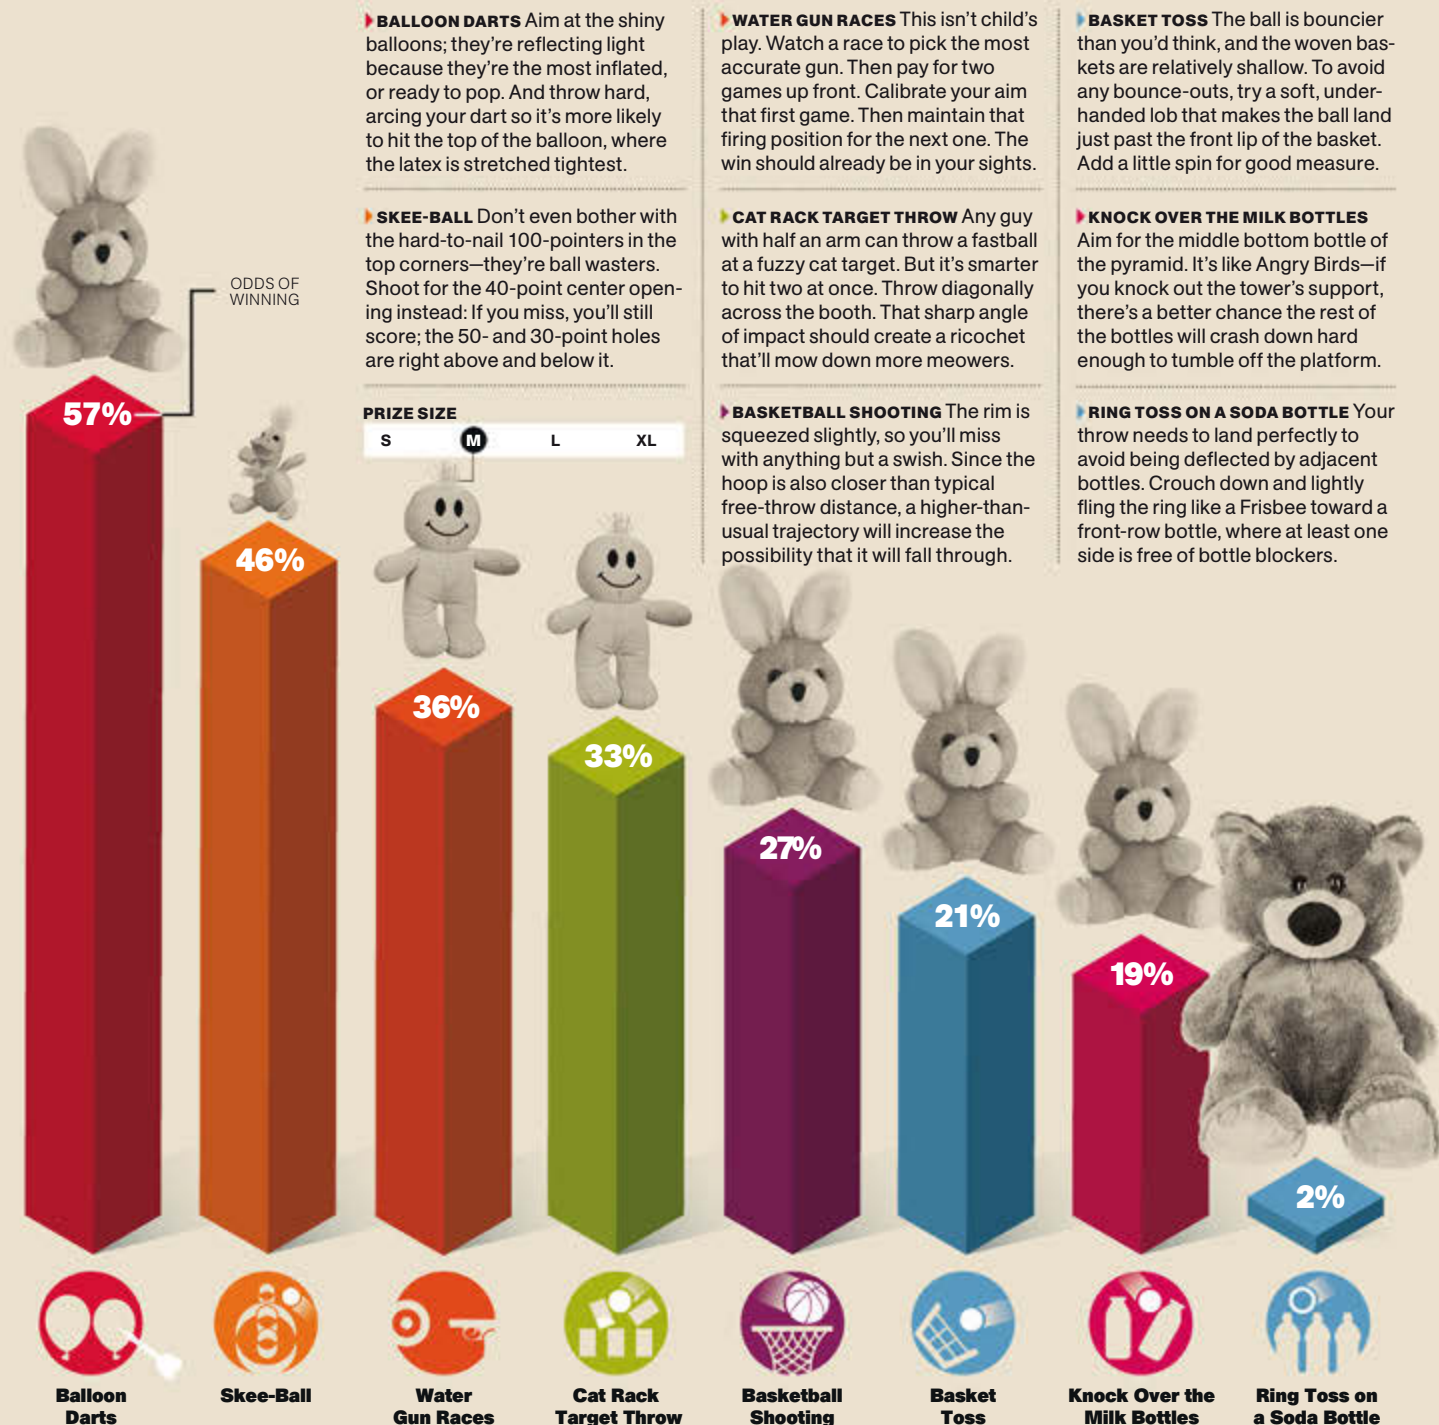 BALLOON DARTS Aim at the shiny
balloons; they're reflecting light
because they're the most inflated,
or ready to pop. And throw hard,
arcing your dart so it's more likely
to hit the top of the balloon, where
the latex is stretched tightest.
SKEE-BALL Don't even bother with
the hard-to-nail 100-pointers in the
top corners—they're ball wasters.
Shoot for the 40-point center open-
ing instead: If you miss, you'll still
score; the 50- and 30-point holes
are right above and below it.
WATER GUN RACES This isn't child's
play. Watch a race to pick the most
accurate gun. Then pay for two
games up front. Calibrate your aim
that first game. Then maintain that
firing position for the next one. The
win should already be in your sights.
CAT RACK TARGET THROW Any guy
with half an arm can throw a fastball
at a fuzzy cat target. But it's smarter
to hit two at once. Throw diagonally
across the booth. That sharp angle
of impact should create a ricochet
that'll mow down more meowers.
BASKETBALL SHOOTING The rim is
squeezed slightly, so you'll miss
with anything but a swish. Since the
hoop is also closer than typical
free-throw distance, a higher-than-
usual trajectory will increase the
possibility that it will fall through.
BASKET TOSS The ball is bouncier
than you'd think, and the woven bas-
kets are relatively shallow. To avoid
any bounce-outs, try a soft, under-
handed lob that makes the ball land
just past the front lip of the basket.
Add a little spin for good measure.
KNOCK OVER THE MILK BOTTLES
Aim for the middle bottom bottle of
the pyramid. It's like Angry Birds—if
you knock out the tower's support,
there's a better chance the rest of
the bottles will crash down hard
enough to tumble off the platform.
RING TOSS ON A SODA BOTTLE Your
throw needs to land perfectly to
avoid being deflected by adjacent
bottles. Crouch down and lightly
fling the ring like a Frisbee toward a
front-row bottle, where at least one
side is free of bottle blockers.
ODDS OF
WINNING
PRIZE SIZE
S M L XL
57%
46%
36%
33%
27%
21%
19%
2%
Balloon
Darts
Skee-Ball
Water
Gun Races
Cat Rack
Target Throw
Basketball
Shooting
Basket
Toss
Knock Over the
Milk Bottles
Ring Toss on
a Soda Bottle